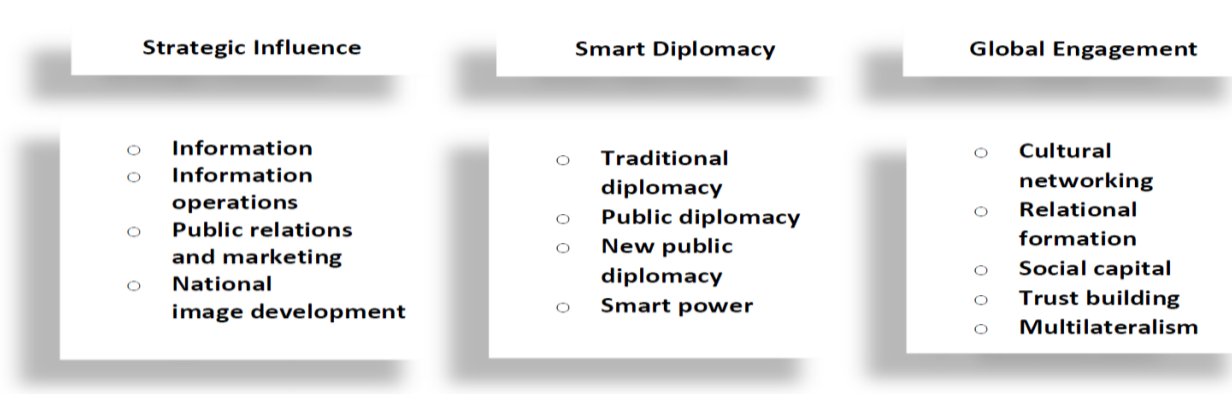 Strategic Influence
Information
Information
operations
Public relations
and marketing
National
image development
Smart Diplomacy
Traditional
diplomacy
Public diplomacy
New public
diplomacy
Smart power
Global Engagement
Cultural
networking
Relational
formation
Social capital
Trust building
Multilateralism